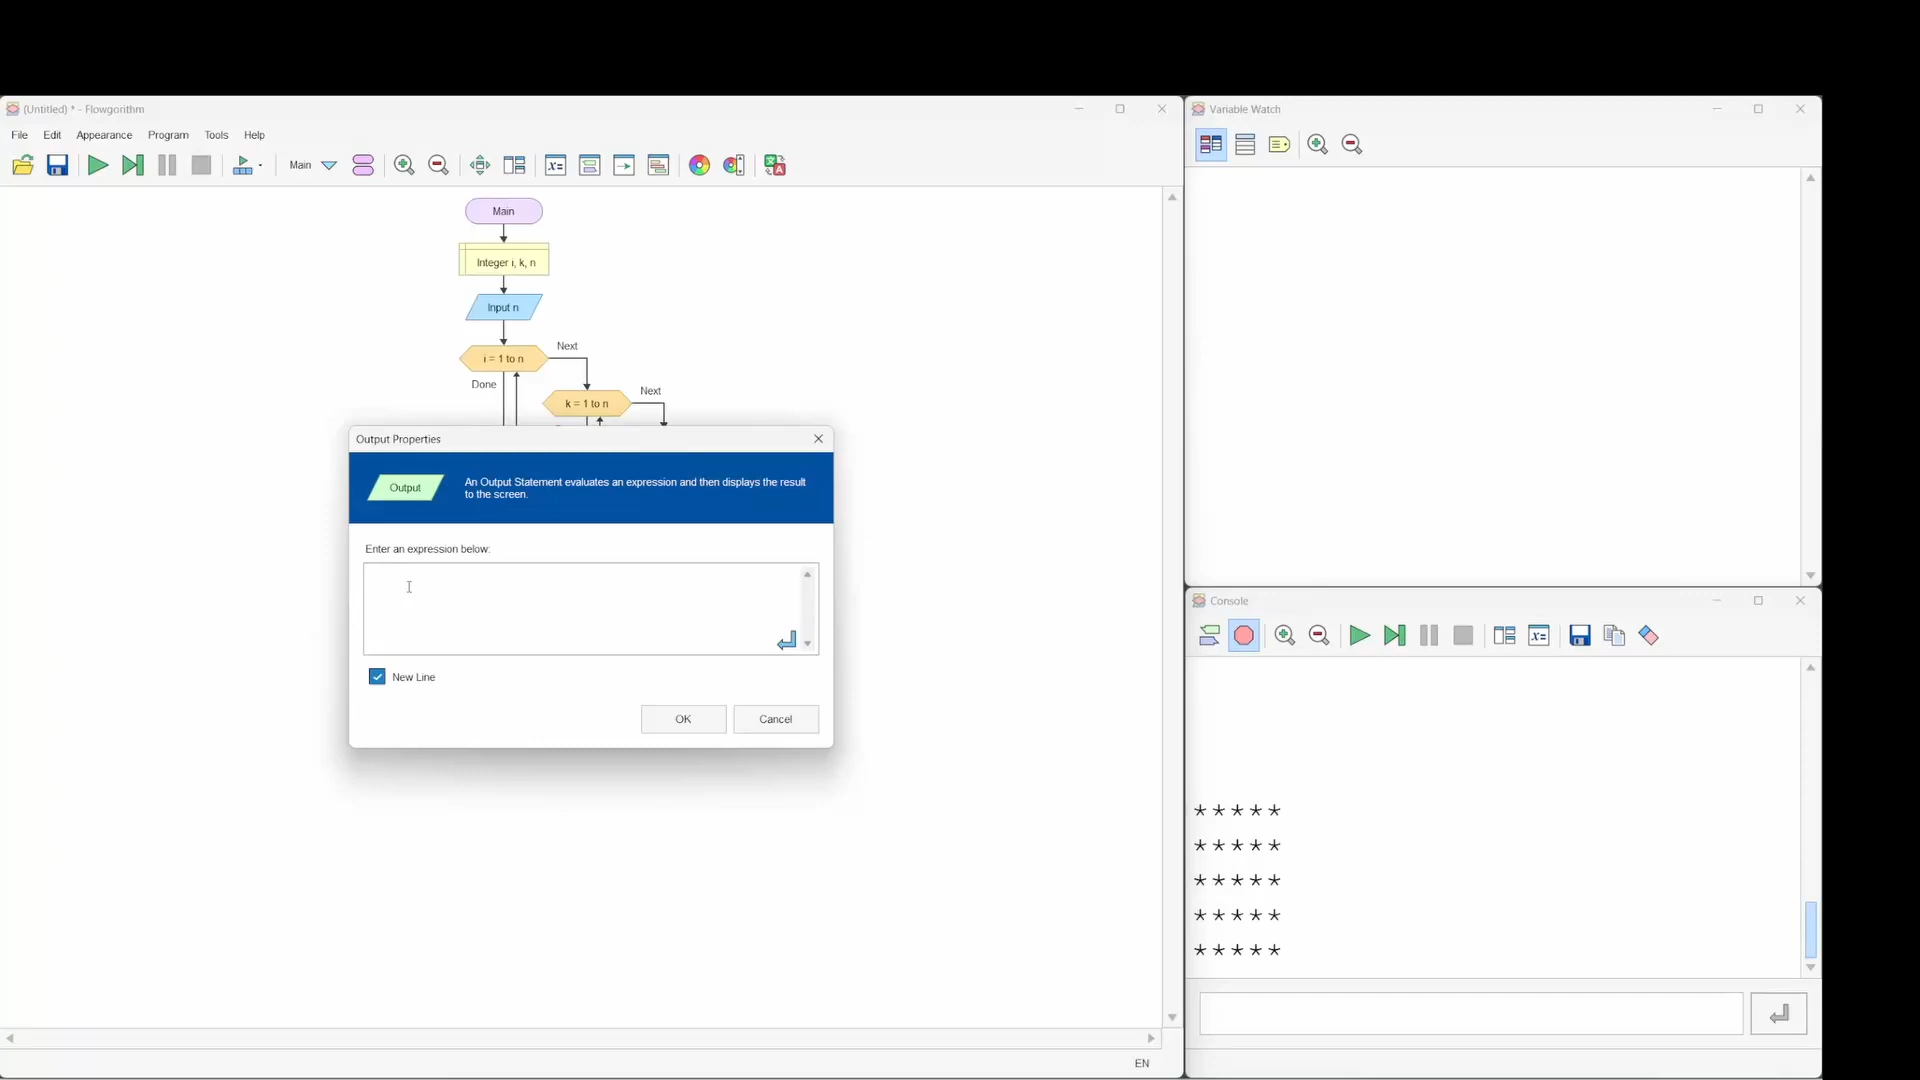 (Untitled) * - Flowgorithm
File Edit Appearance Program Tools Help
Main
Main
Integer i, k, n
Input n
i = 1 to n
Next
Done
k = 1 to n
Next
Output Properties
Output
An Output Statement evaluates an expression and then displays the result
to the screen.
Enter an expression below:
New Line
OK
Cancel
EN
Variable Watch
Console
* * * * *
* * * * *
* * * * *
* * * * *
* * * * *